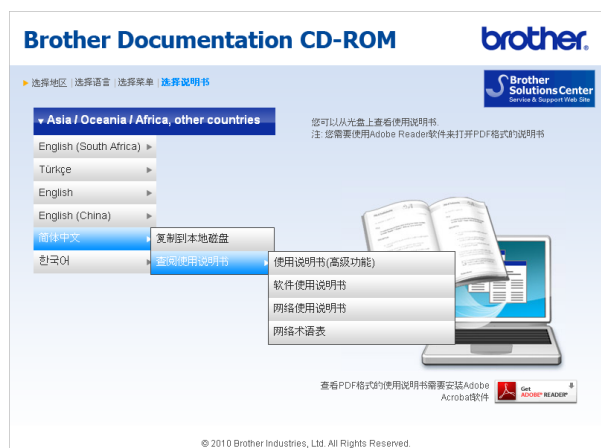 Brother Documentation CD-ROM
brother.
选择地区 | 选择语言 | 选择菜单 | 选择说明书
Brother
Solutions Center
Service & Support Web Site
Asia / Oceania / Africa, other countries
您可以从光盘上查看使用说明书.
注: 您需要使用Adobe Reader软件来打开PDF格式的说明书
English (South Africa)
Türkçe
English
English (China)
简体中文
复制到本地磁盘
한국어
查阅使用说明书
使用说明书(高级功能)
软件使用说明书
网络使用说明书
网络术语表
查看PDF格式的使用说明书需要安装Adobe
Acrobat软件
Get
ADOBE® READER®
© 2010 Brother Industries, Ltd. All Rights Reserved.